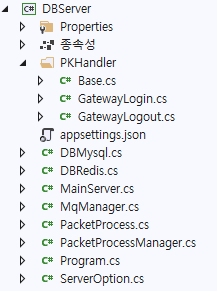 DBServer
Properties
종속성
PKHandler
Base.cs
GatewayLogin.cs
GatewayLogout.cs
appsettings.json
DBMysql.cs
DBRedis.cs
MainServer.cs
MqManager.cs
PacketProcess.cs
PacketProcessManager.cs
Program.cs
ServerOption.cs